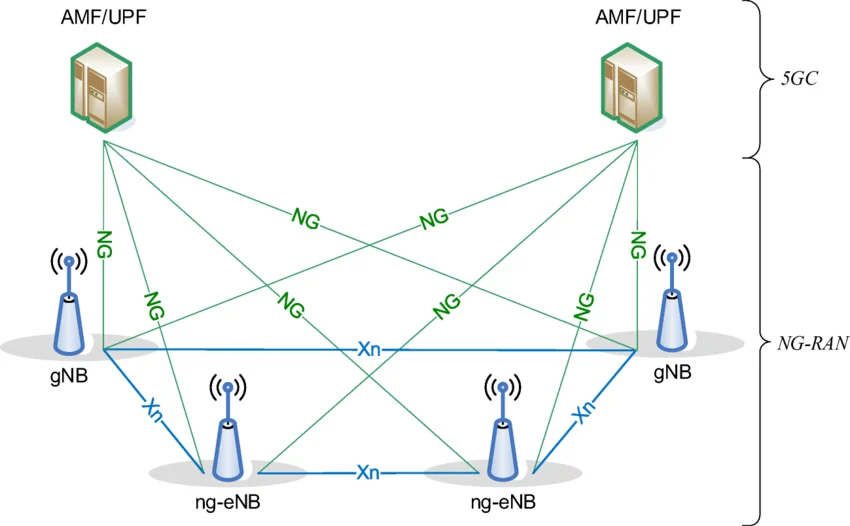 AMF/UPF
AMF/UPF
5GC
NG
NG
NG
NG
NG
NG
NG
NG
Xn
NG-RAN
gNB
gNB
Xn
Xn
Xn
ng-eNB
ng-eNB